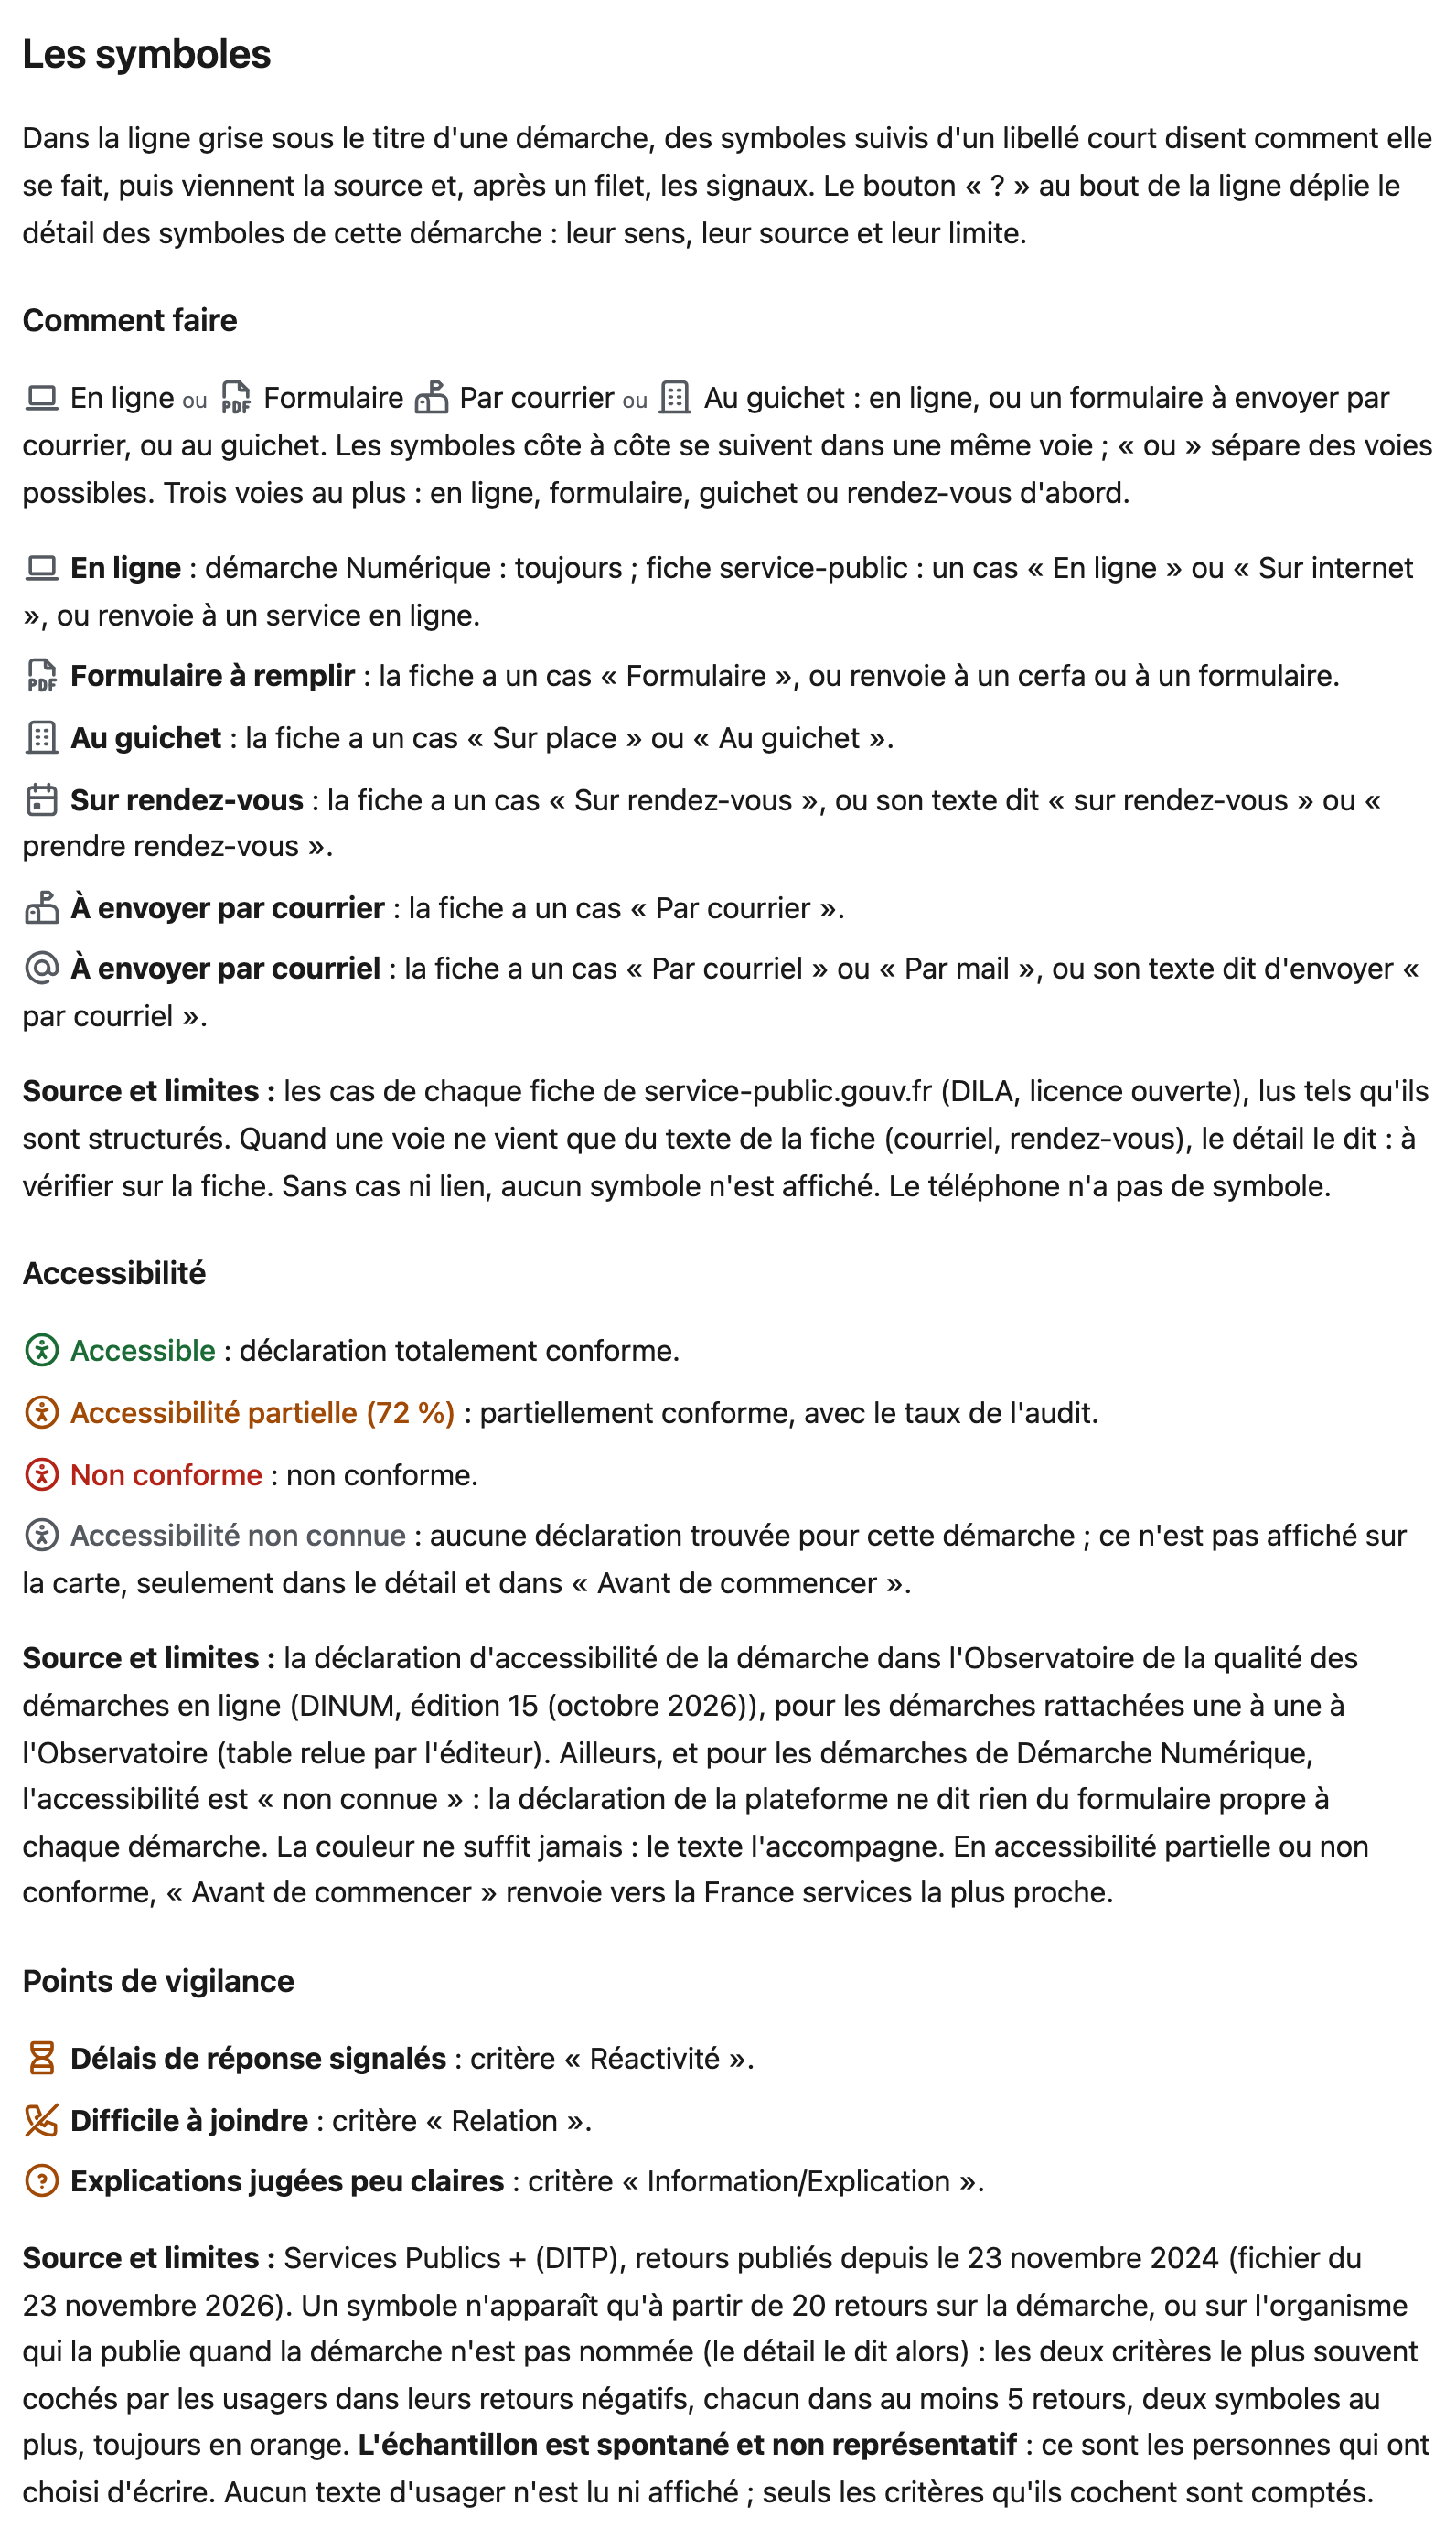 Les symboles
Dans la ligne grise sous le titre d'une démarche, des symboles suivis d'un libellé court disent comment elle
se fait, puis viennent la source et, après un filet, les signaux. Le bouton « ? » au bout de la ligne déplie le
détail des symboles de cette démarche : leur sens, leur source et leur limite.
Comment faire
En ligne ou PDF Formulaire Par courrier ou Au guichet : en ligne, ou un formulaire à envoyer par
courrier, ou au guichet. Les symboles côte à côte se suivent dans une même voie ; « ou » sépare des voies
possibles. Trois voies au plus : en ligne, formulaire, guichet ou rendez-vous d'abord.
En ligne : démarche Numérique : toujours ; fiche service-public : un cas « En ligne » ou « Sur internet
», ou renvoie à un service en ligne.
PDF Formulaire à remplir : la fiche a un cas « Formulaire », ou renvoie à un cerfa ou à un formulaire.
Au guichet : la fiche a un cas « Sur place » ou « Au guichet ».
Sur rendez-vous : la fiche a un cas « Sur rendez-vous », ou son texte dit « sur rendez-vous » ou «
prendre rendez-vous ».
À envoyer par courrier : la fiche a un cas « Par courrier ».
@ À envoyer par courriel : la fiche a un cas « Par courriel » ou « Par mail », ou son texte dit d'envoyer «
par courriel ».
Source et limites : les cas de chaque fiche de service-public.gouv.fr (DILA, licence ouverte), lus tels qu'ils
sont structurés. Quand une voie ne vient que du texte de la fiche (courriel, rendez-vous), le détail le dit : à
vérifier sur la fiche. Sans cas ni lien, aucun symbole n'est affiché. Le téléphone n'a pas de symbole.
Accessibilité
Accessible : déclaration totalement conforme.
Accessibilité partielle (72 %) : partiellement conforme, avec le taux de l'audit.
Non conforme : non conforme.
Accessibilité non connue : aucune déclaration trouvée pour cette démarche ; ce n'est pas affiché sur
la carte, seulement dans le détail et dans « Avant de commencer ».
Source et limites : la déclaration d'accessibilité de la démarche dans l'Observatoire de la qualité des
démarches en ligne (DINUM, édition 15 (octobre 2026)), pour les démarches rattachées une à une à
l'Observatoire (table relue par l'éditeur). Ailleurs, et pour les démarches de Démarche Numérique,
l'accessibilité est « non connue » : la déclaration de la plateforme ne dit rien du formulaire propre à
chaque démarche. La couleur ne suffit jamais : le texte l'accompagne. En accessibilité partielle ou non
conforme, « Avant de commencer » renvoie vers la France services la plus proche.
Points de vigilance
Délais de réponse signalés : critère « Réactivité ».
Difficile à joindre : critère « Relation ».
? Explications jugées peu claires : critère « Information/Explication ».
Source et limites : Services Publics + (DITP), retours publiés depuis le 23 novembre 2024 (fichier du
23 novembre 2026). Un symbole n'apparaît qu'à partir de 20 retours sur la démarche, ou sur l'organisme
qui la publie quand la démarche n'est pas nommée (le détail le dit alors) : les deux critères le plus souvent
cochés par les usagers dans leurs retours négatifs, chacun dans au moins 5 retours, deux symboles au
plus, toujours en orange. L'échantillon est spontané et non représentatif : ce sont les personnes qui ont
choisi d'écrire. Aucun texte d'usager n'est lu ni affiché ; seuls les critères qu'ils cochent sont comptés.